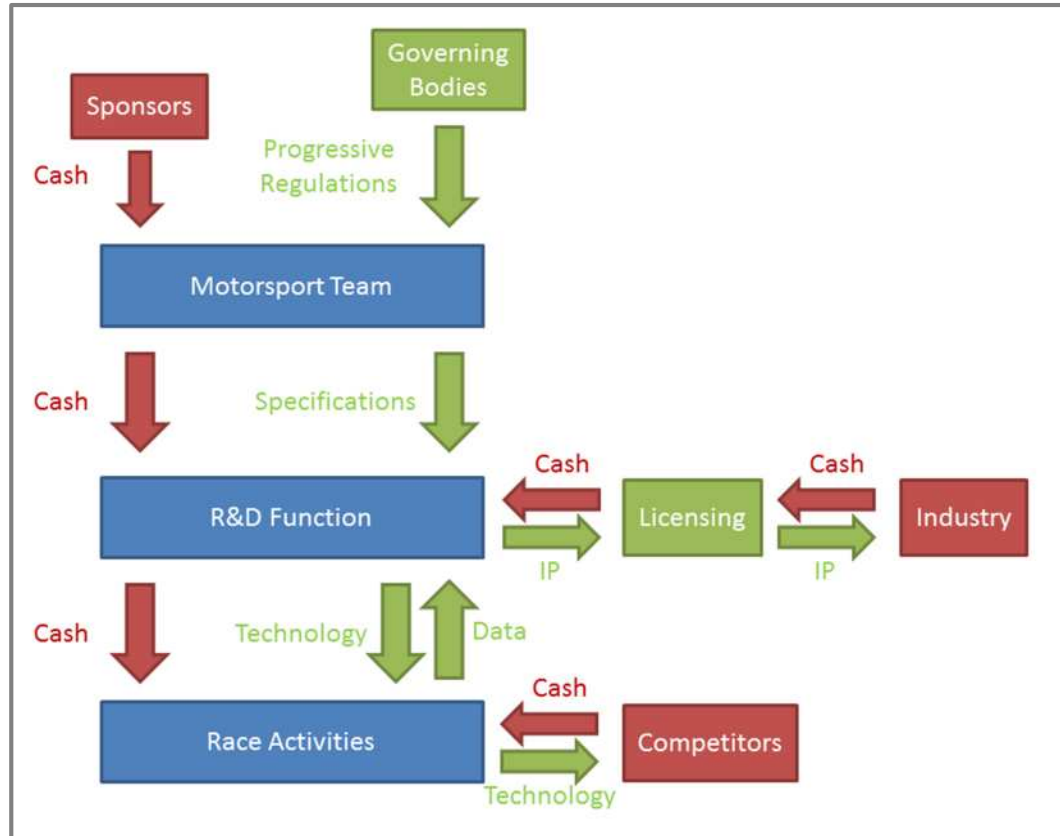 Governing
Bodies
Sponsors
Cash
Progressive
Regulations
Motorsport Team
Cash
Specifications
Cash
Cash
R&D Function
Licensing
Industry
IP
IP
Cash
Technology
Data
Cash
Race Activities
Competitors
Technology